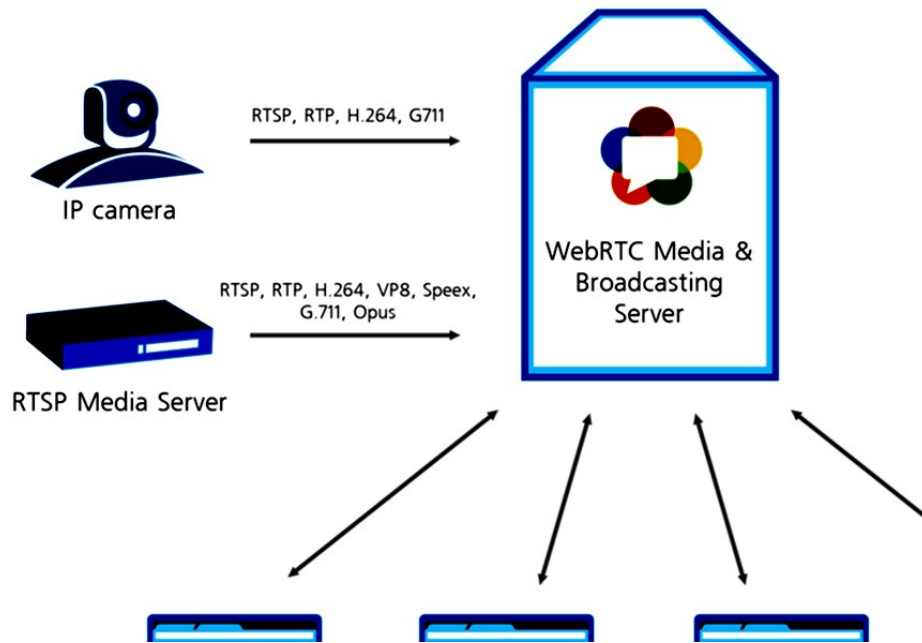 RTSP, RTP, H.264, G711
IP camera
WebRTC Media &
Broadcasting
Server
RTSP, RTP, H.264, VP8, Speex,
G.711, Opus
RTSP Media Server